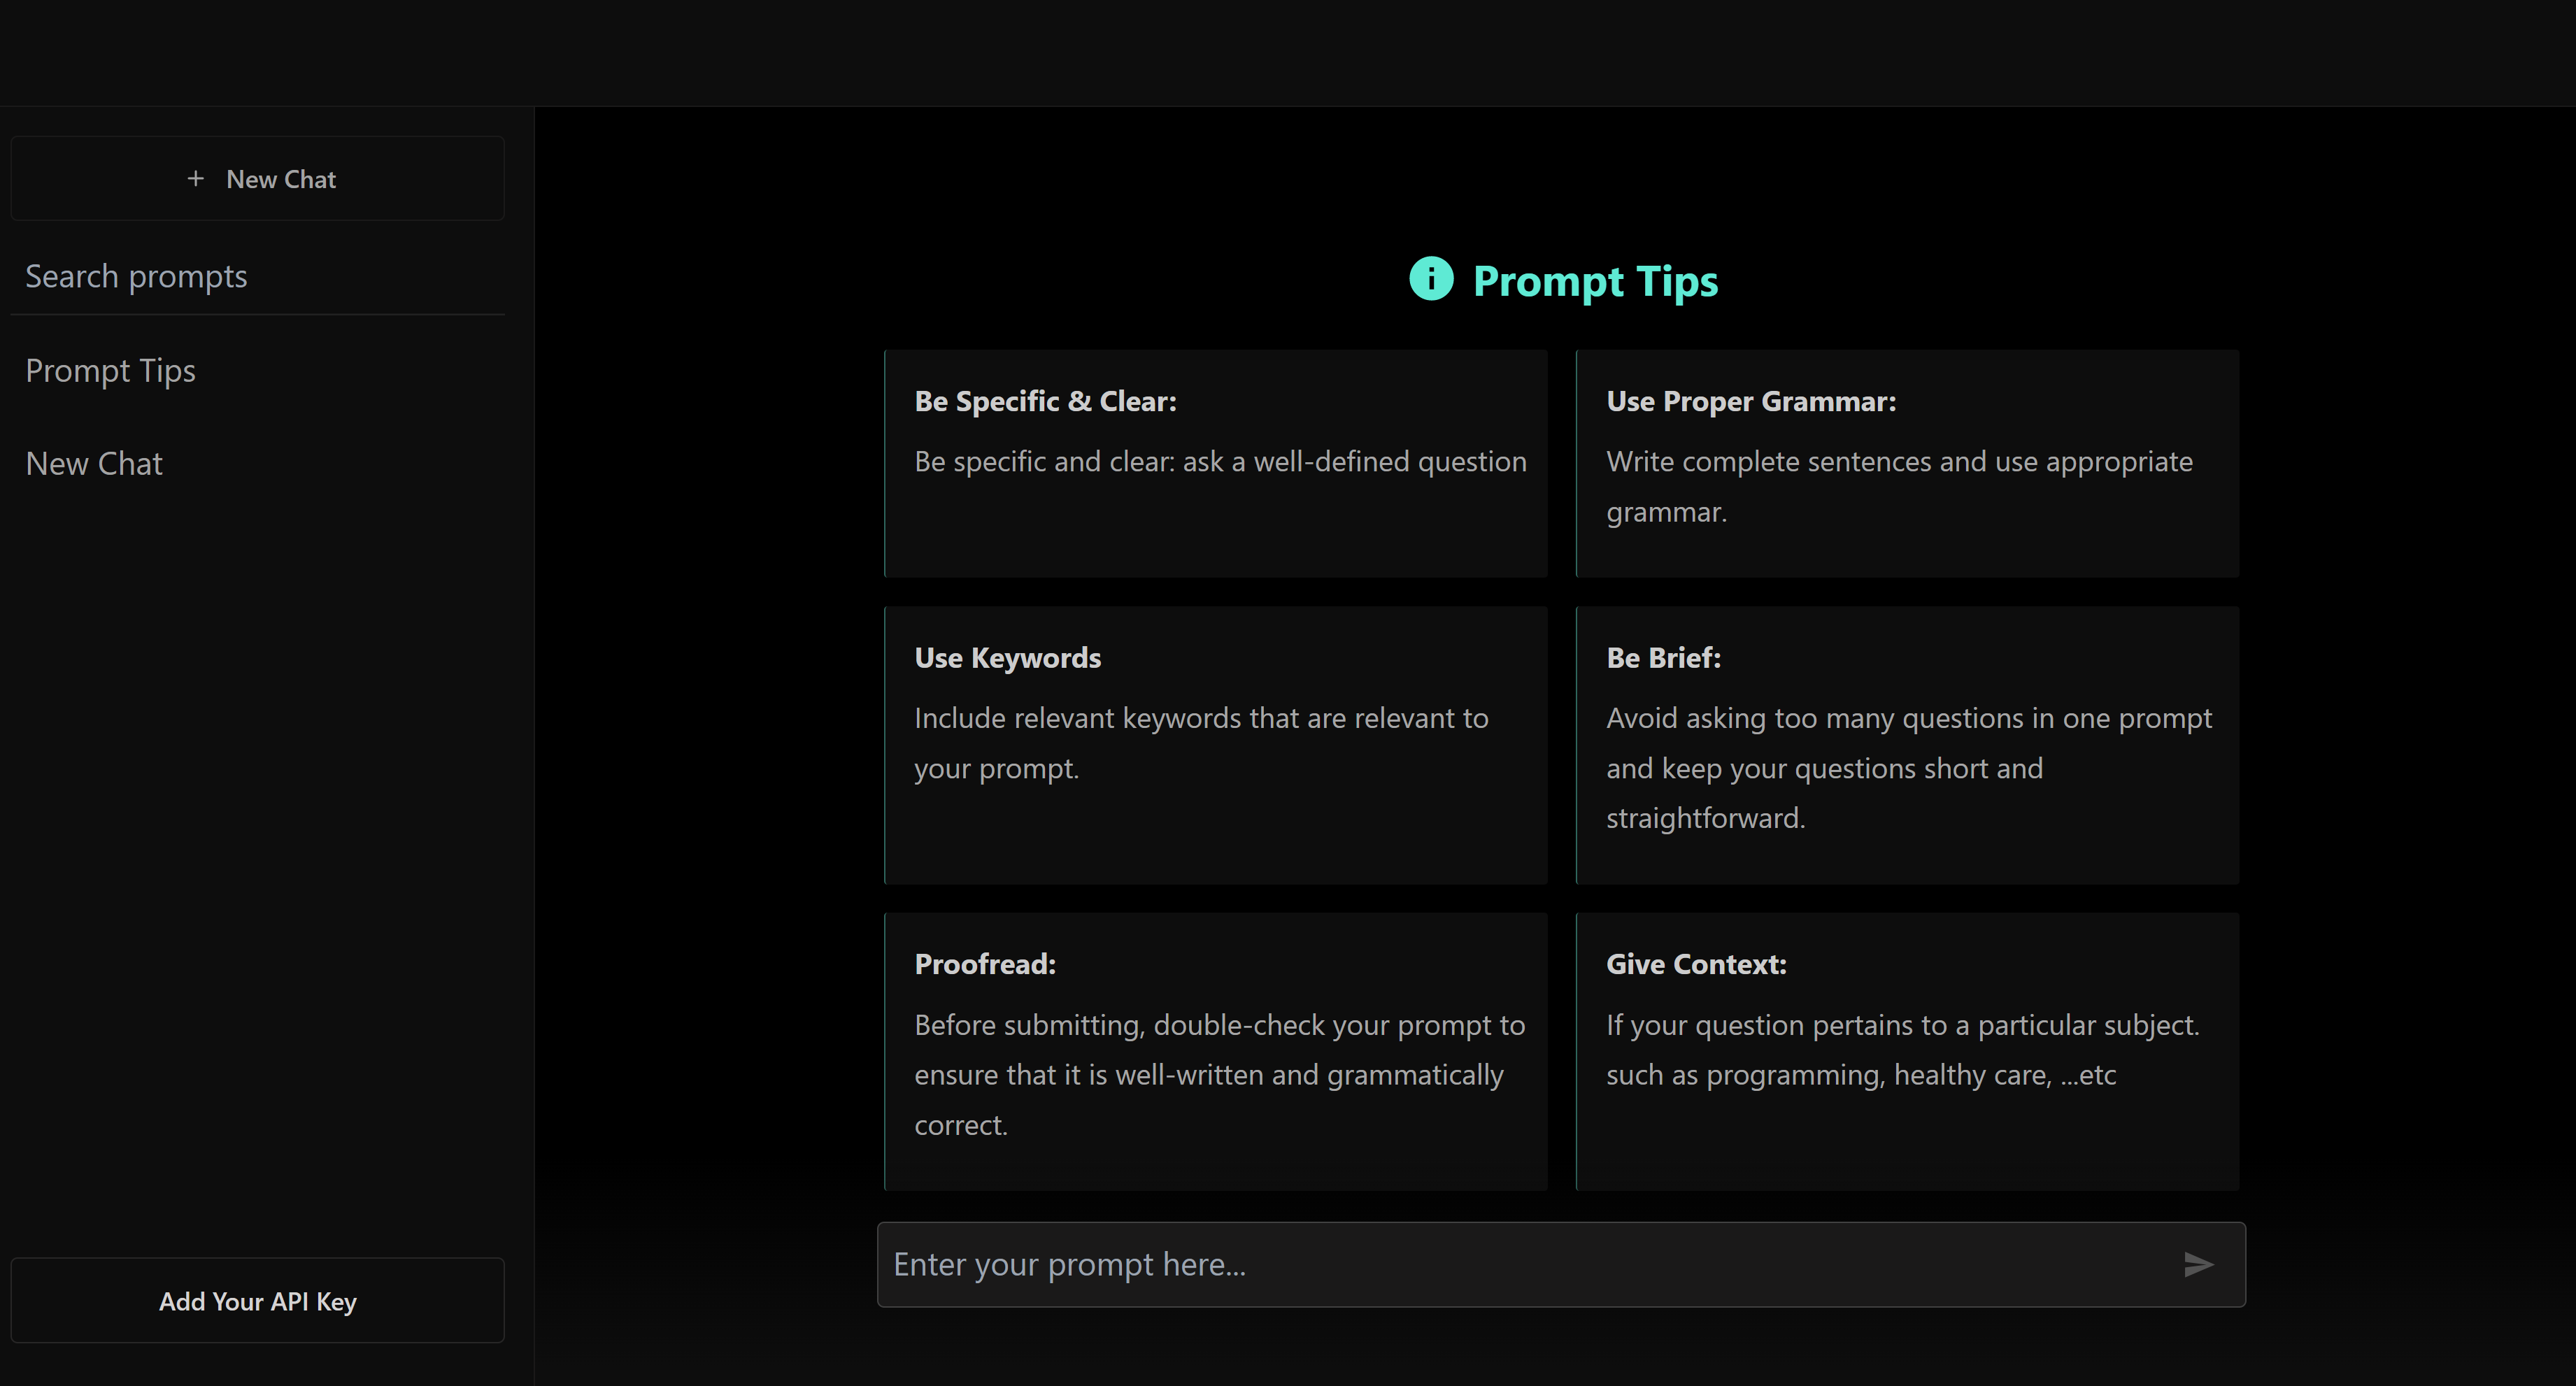 + New Chat
Search prompts
Prompt Tips
New Chat
Add Your API Key
Prompt Tips
Be Specific & Clear:
Be specific and clear: ask a well-defined question
Use Proper Grammar:
Write complete sentences and use appropriate
grammar.
Use Keywords
Include relevant keywords that are relevant to
your prompt.
Be Brief:
Avoid asking too many questions in one prompt
and keep your questions short and
straightforward.
Proofread:
Before submitting, double-check your prompt to
ensure that it is well-written and grammatically
correct.
Give Context:
If your question pertains to a particular subject.
such as programming, healthy care, ...etc
Enter your prompt here...